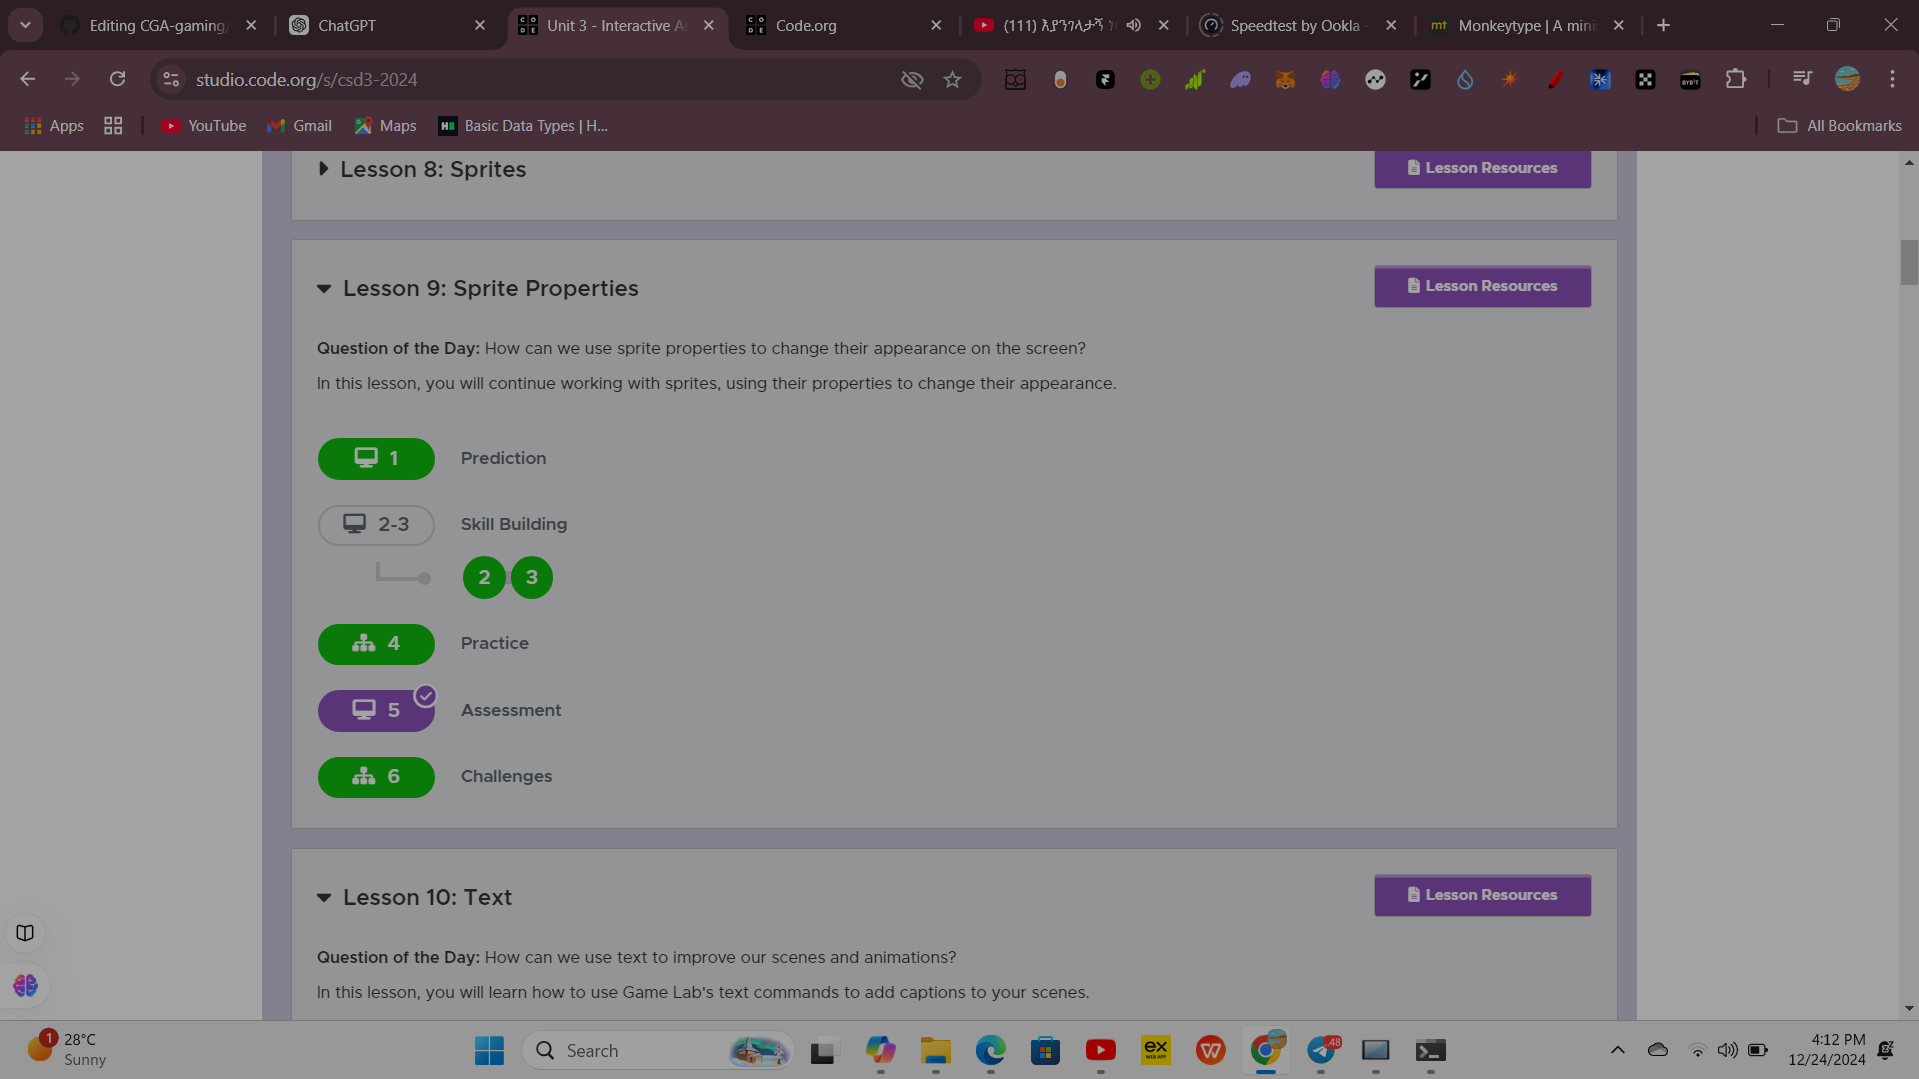 Editing CGA-gaming/
ChatGPT
Unit 3 - Interactive A
Code.org
(111) እያንገላታኝ ነ
Speedtest by Ookla -
mt Monkeytype | A mini
studio.code.org/s/csd3-2024
Apps
YouTube
Gmail
Maps
Basic Data Types | H...
All Bookmarks
Lesson 8: Sprites
Lesson Resources
Lesson 9: Sprite Properties
Lesson Resources
Question of the Day: How can we use sprite properties to change their appearance on the screen?
In this lesson, you will continue working with sprites, using their properties to change their appearance.
1 Prediction
2-3 Skill Building
2 3
4 Practice
5 Assessment
6 Challenges
Lesson 10: Text
Lesson Resources
Question of the Day: How can we use text to improve our scenes and animations?
In this lesson, you will learn how to use Game Lab's text commands to add captions to your scenes.
1
28°C
Sunny
Search
ex
WEB APP
48
4:12 PM
12/24/2024